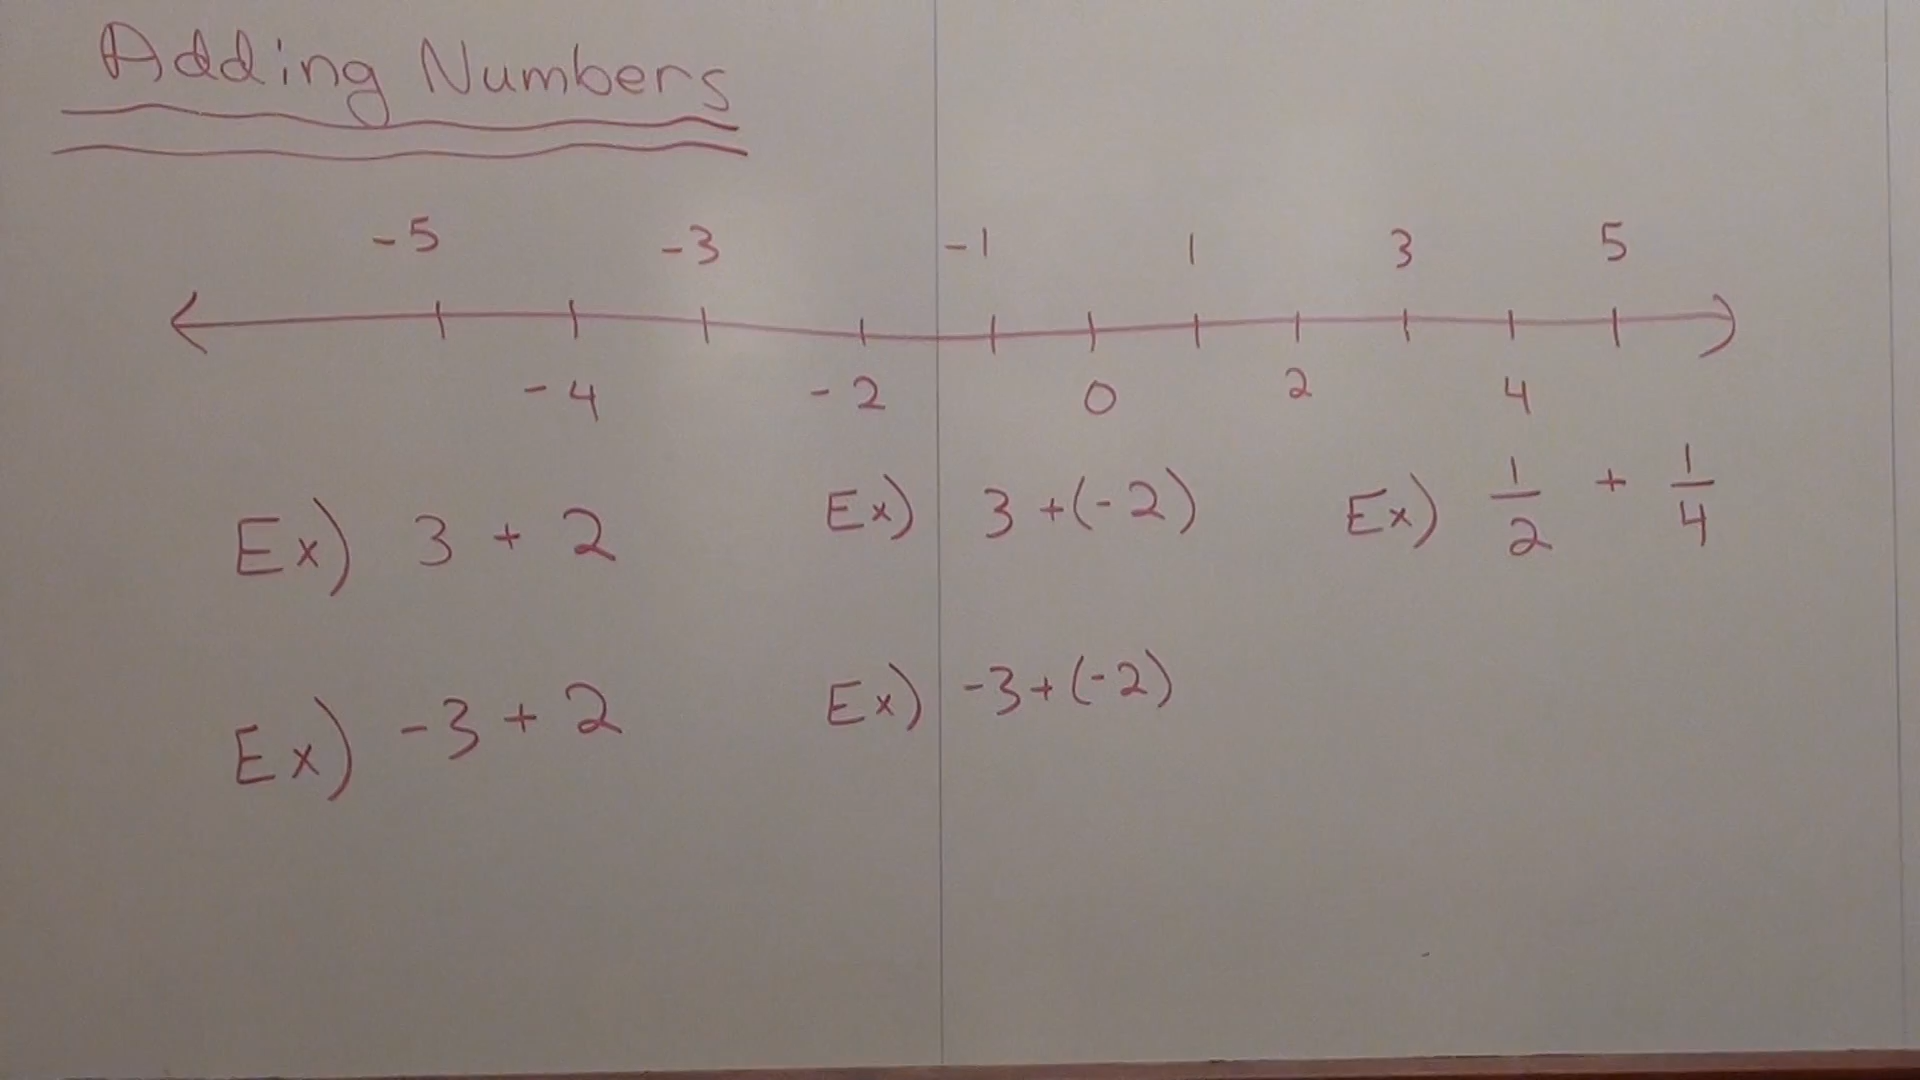 Adding Numbers
-5 -3 -1 1 3 5
-4 -2 0 2 4
Ex) 3 + 2
Ex) 3 + (-2)
Ex) 1/2 + 1/4
Ex) -3 + 2
Ex) -3 + (-2)